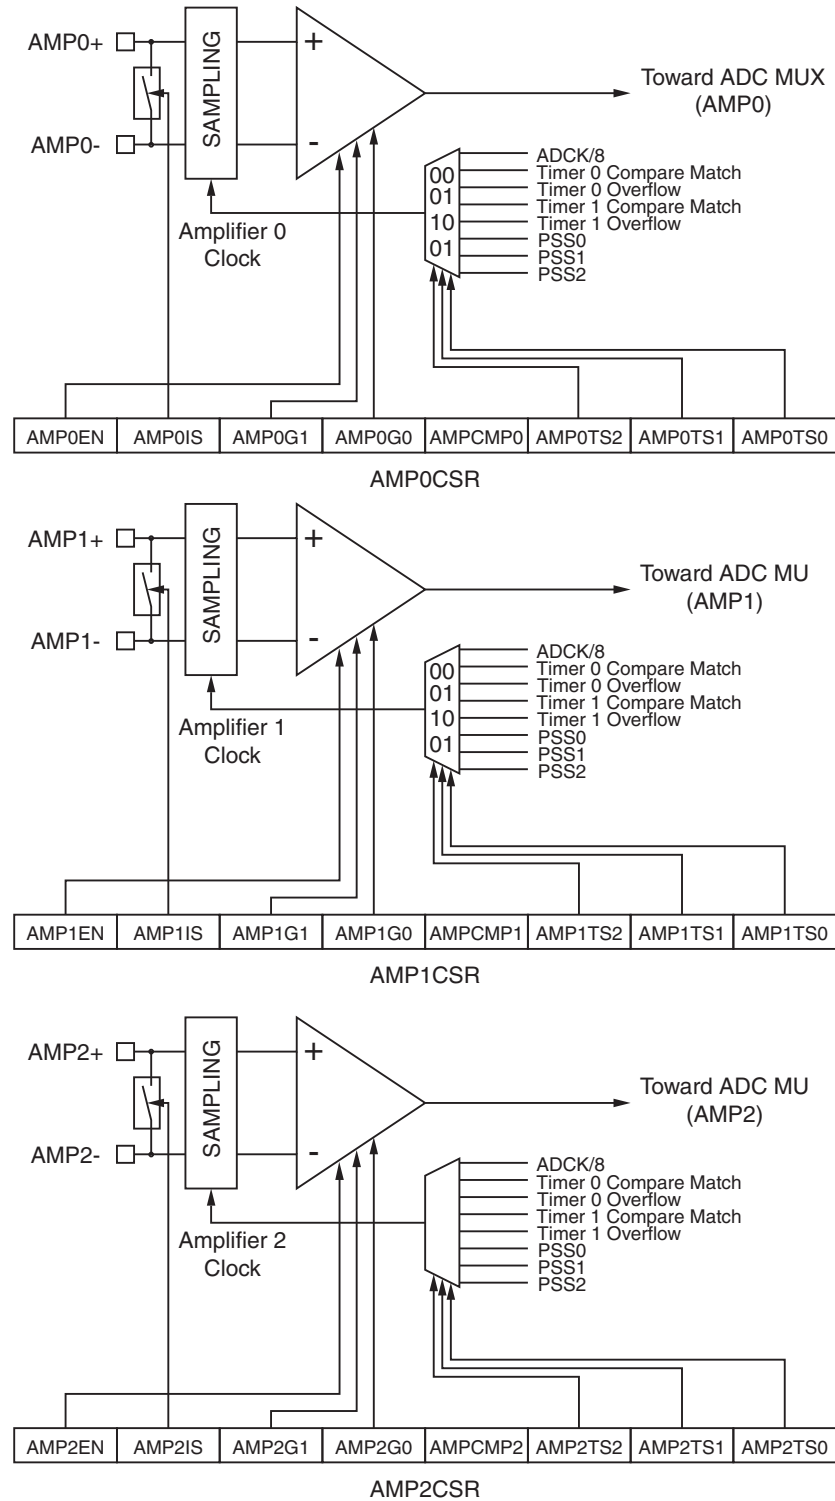 AMP0+
SAMPLING
+
Toward ADC MUX
(AMP0)
AMP0-
-
ADCK/8
00
Timer 0 Compare Match
01
Timer 0 Overflow
Timer 1 Compare Match
10
Timer 1 Overflow
01
PSS0
PSS1
PSS2
Amplifier 0
Clock
AMP0EN AMP0IS AMP0G1 AMP0G0 AMPCMP0 AMP0TS2 AMP0TS1 AMP0TS0
AMP0CSR
AMP1+
SAMPLING
+
Toward ADC MU
(AMP1)
AMP1-
-
ADCK/8
00
Timer 0 Compare Match
01
Timer 0 Overflow
Timer 1 Compare Match
10
Timer 1 Overflow
01
PSS0
PSS1
PSS2
Amplifier 1
Clock
AMP1EN AMP1IS AMP1G1 AMP1G0 AMPCMP1 AMP1TS2 AMP1TS1 AMP1TS0
AMP1CSR
AMP2+
SAMPLING
+
Toward ADC MU
(AMP2)
AMP2-
-
ADCK/8
Timer 0 Compare Match
Timer 0 Overflow
Timer 1 Compare Match
Timer 1 Overflow
PSS0
PSS1
PSS2
Amplifier 2
Clock
AMP2EN AMP2IS AMP2G1 AMP2G0 AMPCMP2 AMP2TS2 AMP2TS1 AMP2TS0
AMP2CSR